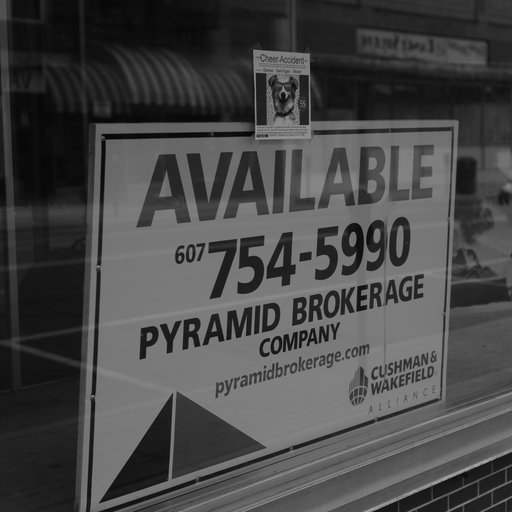 Cheer-Accident
AVAILABLE
607 754-5990
PYRAMID BROKERAGE
COMPANY
pyramidbrokerage.com
CUSHMAN &
WAKEFIELD
ALLIANCE